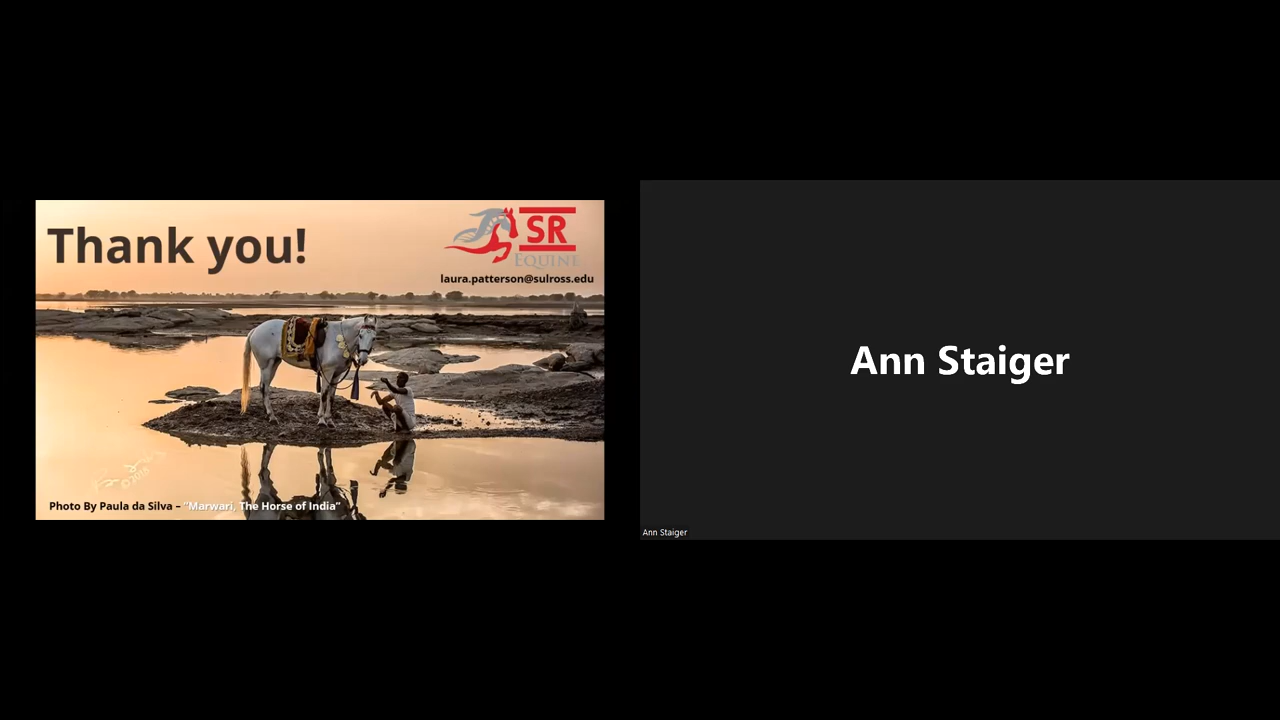 Thank you!
SR
EQUINE
laura.patterson@sulross.edu
©2018
Photo By Paula da Silva – “Marwari, The Horse of India”
Ann Staiger
Ann Staiger